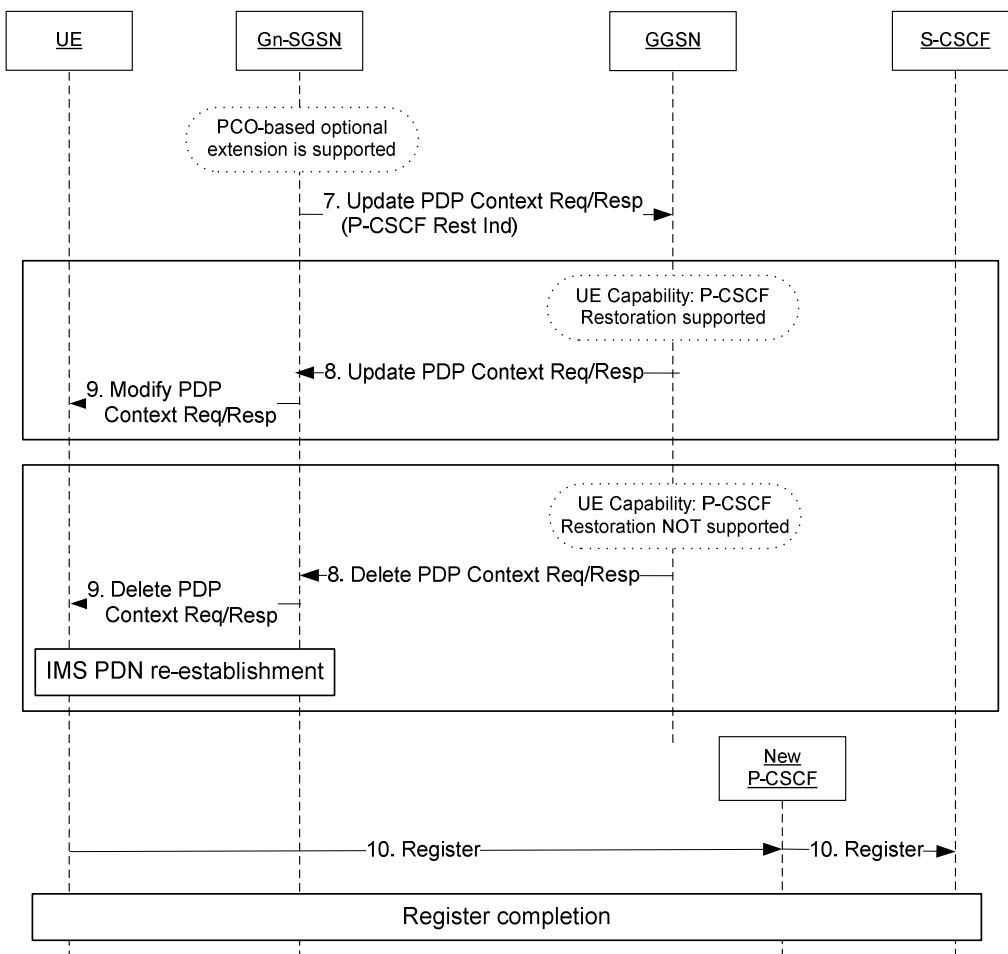 UE
Gn-SGSN
GGSN
S-CSCF
PCO-based optional
extension is supported
7. Update PDP Context Req/Resp
(P-CSCF Rest Ind)
UE Capability: P-CSCF
Restoration supported
8. Update PDP Context Req/Resp
9. Modify PDP
Context Req/Resp
UE Capability: P-CSCF
Restoration NOT supported
8. Delete PDP Context Req/Resp
9. Delete PDP
Context Req/Resp
IMS PDN re-establishment
New
P-CSCF
10. Register
10. Register
Register completion